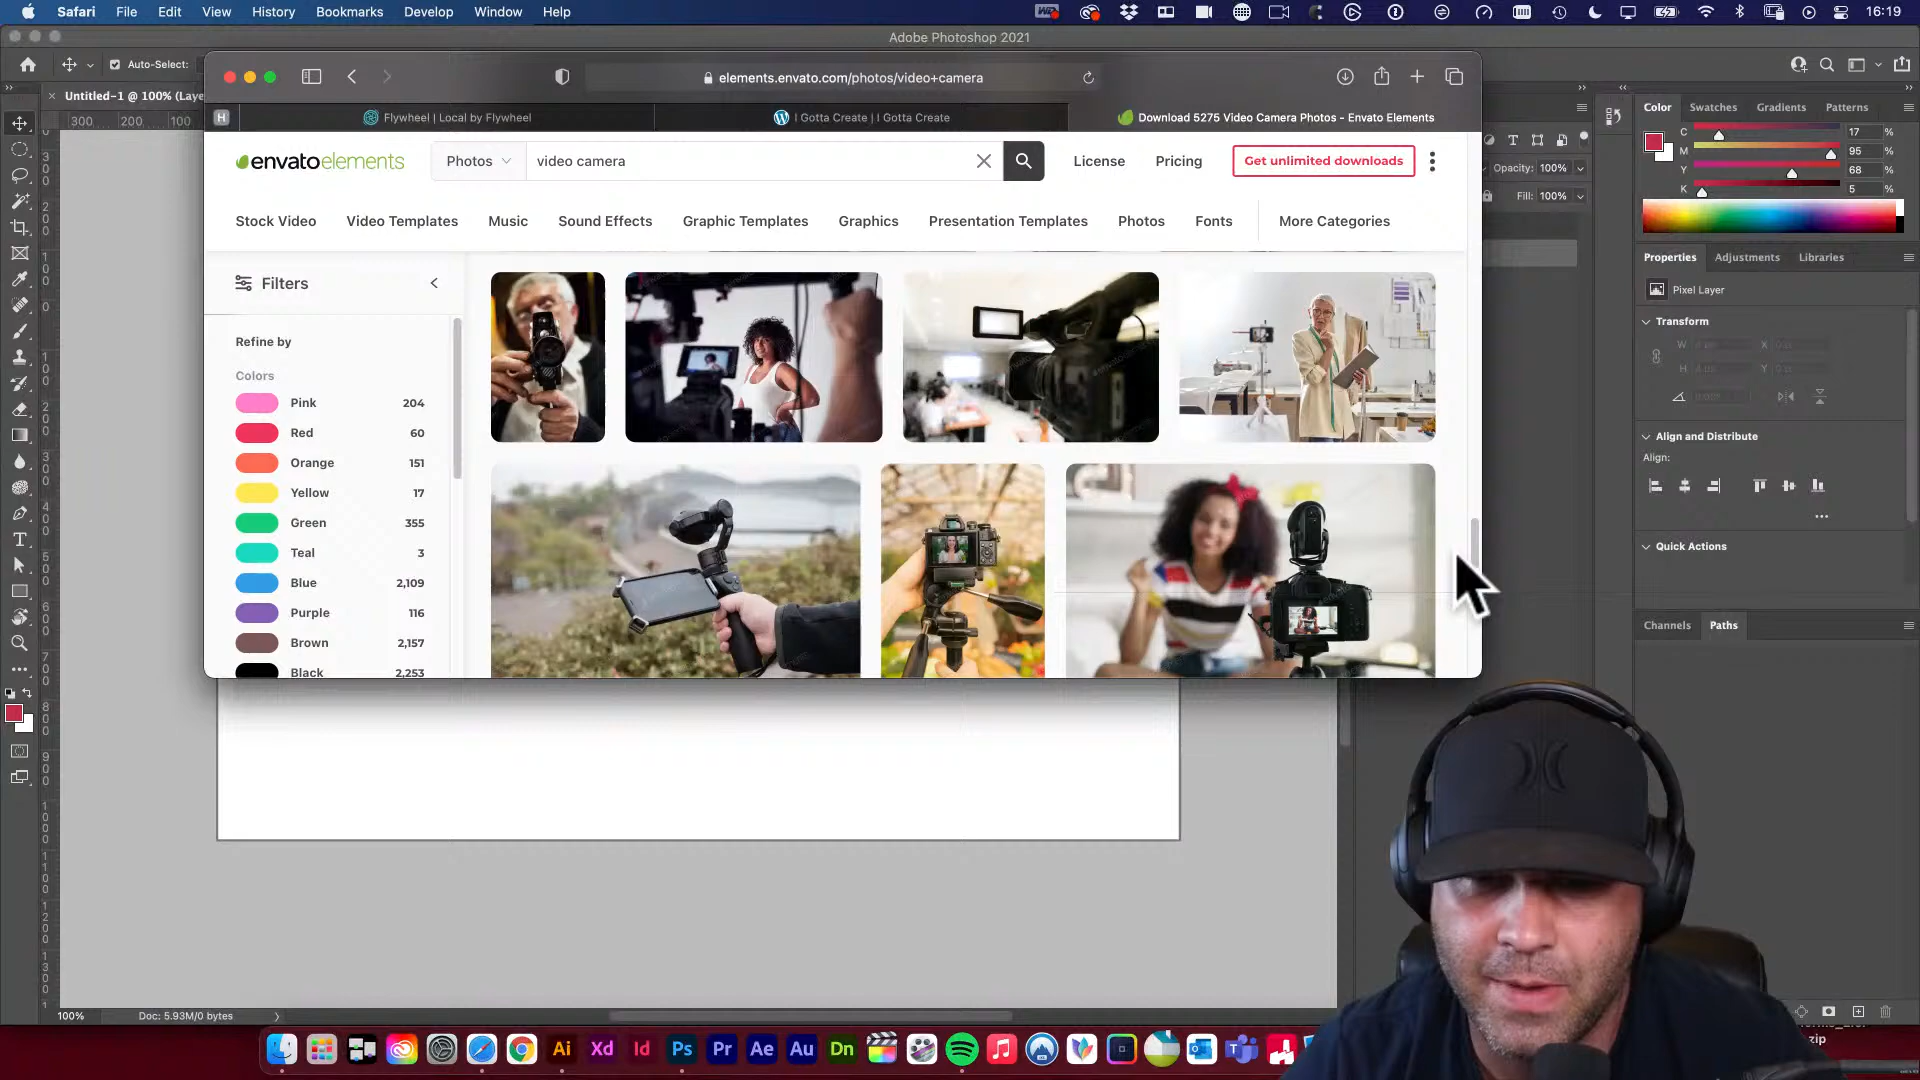 Safari File Edit View History Bookmarks Develop Window Help 16:19
Adobe Photoshop 2021
Auto-Select:
elements.envato.com/photos/video+camera
Untitled-1 @ 100% (Laye
Flywheel | Local by Flywheel
I Gotta Create | I Gotta Create
Download 5275 Video Camera Photos - Envato Elements
300 200 100
envatoelements
Photos
video camera
License
Pricing
Get unlimited downloads
Stock Video
Video Templates
Music
Sound Effects
Graphic Templates
Graphics
Presentation Templates
Photos
Fonts
More Categories
Filters
Refine by
Colors
Pink 204
Red 60
Orange 151
Yellow 17
Green 355
Teal 3
Blue 2,109
Purple 116
Brown 2,157
Black 2,253
Color Swatches Gradients Patterns
C 17 %
M 95 %
Y 68 %
K 5 %
Opacity: 100%
Fill: 100%
Properties Adjustments Libraries
Pixel Layer
Transform
W X
H Y
Align and Distribute
Align:
Quick Actions
Channels Paths
100% Doc: 5.93M/0 bytes
Ai Xd Id Ps Pr Ae Au Dn
zip